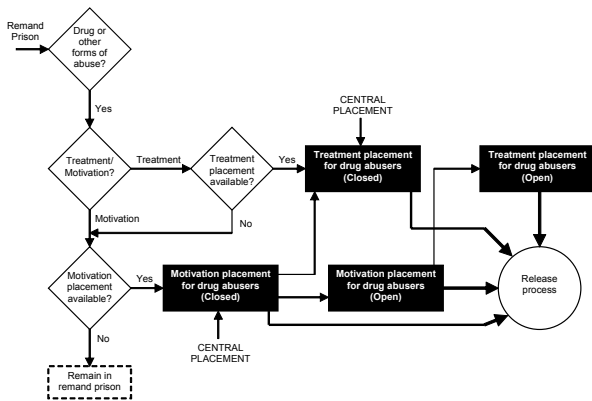 Remand
Prison
Drug or
other
forms of
abuse?
Yes
CENTRAL
PLACEMENT
Treatment/
Motivation?
Treatment
Treatment
placement
available?
Yes
Treatment placement
for drug abusers
(Closed)
Treatment placement
for drug abusers
(Open)
Motivation
No
Motivation
placement
available?
Yes
Motivation placement
for drug abusers
(Closed)
Motivation placement
for drug abusers
(Open)
Release
process
No
CENTRAL
PLACEMENT
Remain in
remand prison